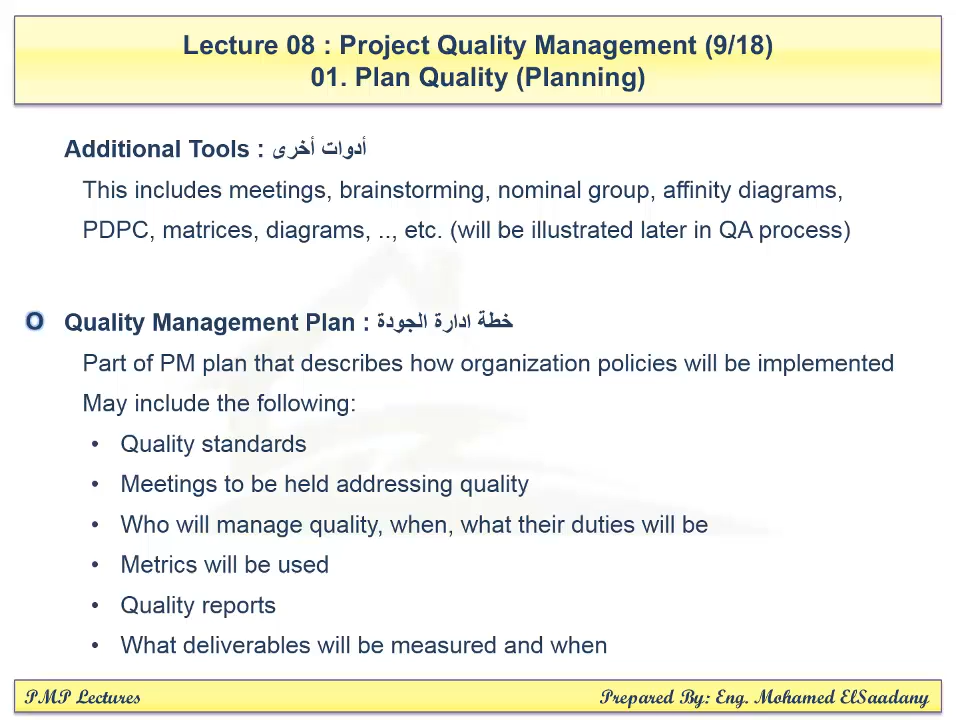 Lecture 08 : Project Quality Management (9/18)
01. Plan Quality (Planning)
Additional Tools : أدوات أخرى
This includes meetings, brainstorming, nominal group, affinity diagrams,
PDPC, matrices, diagrams, .., etc. (will be illustrated later in QA process)
O Quality Management Plan : خطة ادارة الجودة
Part of PM plan that describes how organization policies will be implemented
May include the following:
• Quality standards
• Meetings to be held addressing quality
• Who will manage quality, when, what their duties will be
• Metrics will be used
• Quality reports
• What deliverables will be measured and when
PMP Lectures Prepared By: Eng. Mohamed ElSaadany